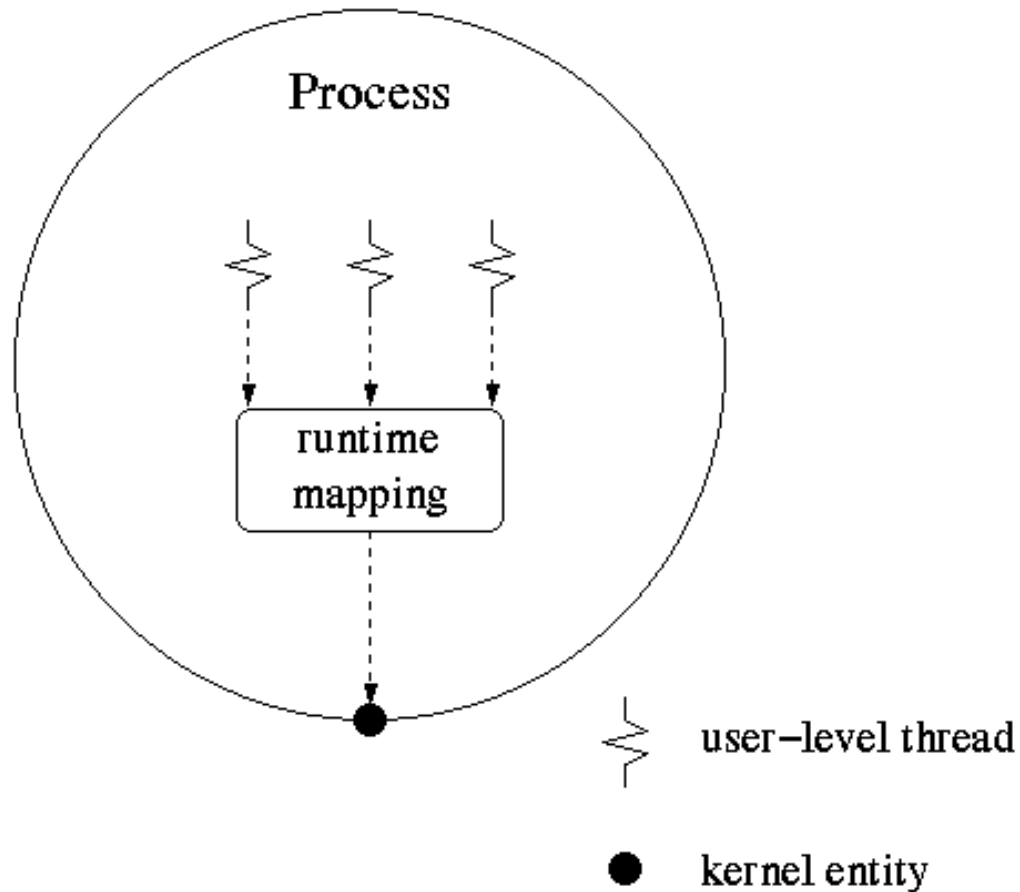 Process
runtime
mapping
user-level thread
kernel entity